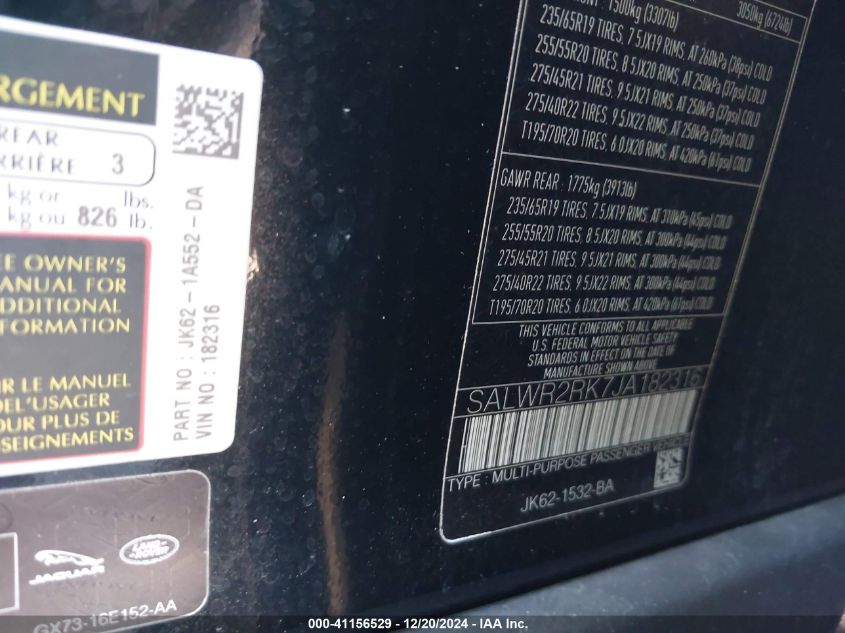 RGEMENT
REAR
RRIÈRE 3
kg or lbs.
kg ou 826 lb.
EE OWNER'S
MANUAL FOR
ADDITIONAL
FORMATION
IR LE MANUEL
DEL'USAGER
OUR PLUS DE
NSEIGNEMENTS
PART NO : JK62-1A552-DA
VIN NO : 182316
JAGUAR
LAND-ROVER
GX73-16E152-AA
1500kg (3307lb)
3050kg (6724lb)
235/65R19 TIRES, 7.5JX19 RIMS, AT 260kPa (38psi) COLD
255/55R20 TIRES, 8.5JX20 RIMS, AT 250kPa (37psi) COLD
275/45R21 TIRES, 9.5JX21 RIMS, AT 250kPa (37psi) COLD
275/40R22 TIRES, 9.5JX22 RIMS, AT 250kPa (37psi) COLD
T195/70R20 TIRES, 6.0JX20 RIMS, AT 420kPa (61psi) COLD
GAWR REAR : 1775kg (3913lb)
235/65R19 TIRES, 7.5JX19 RIMS, AT 310kPa (45psi) COLD
255/55R20 TIRES, 8.5JX20 RIMS, AT 300kPa (44psi) COLD
275/45R21 TIRES, 9.5JX21 RIMS, AT 300kPa (44psi) COLD
275/40R22 TIRES, 9.5JX22 RIMS, AT 300kPa (44psi) COLD
T195/70R20 TIRES, 6.0JX20 RIMS, AT 420kPa (61psi) COLD
THIS VEHICLE CONFORMS TO ALL APPLICABLE
U.S. FEDERAL MOTOR VEHICLE SAFETY
STANDARDS IN EFFECT ON THE DATE OF
MANUFACTURE SHOWN ABOVE
SALWR2RK7JA182316
TYPE : MULTI-PURPOSE PASSENGER VEHICLE
JK62-1532-BA
000-41156529 - 12/20/2024 - IAA Inc.